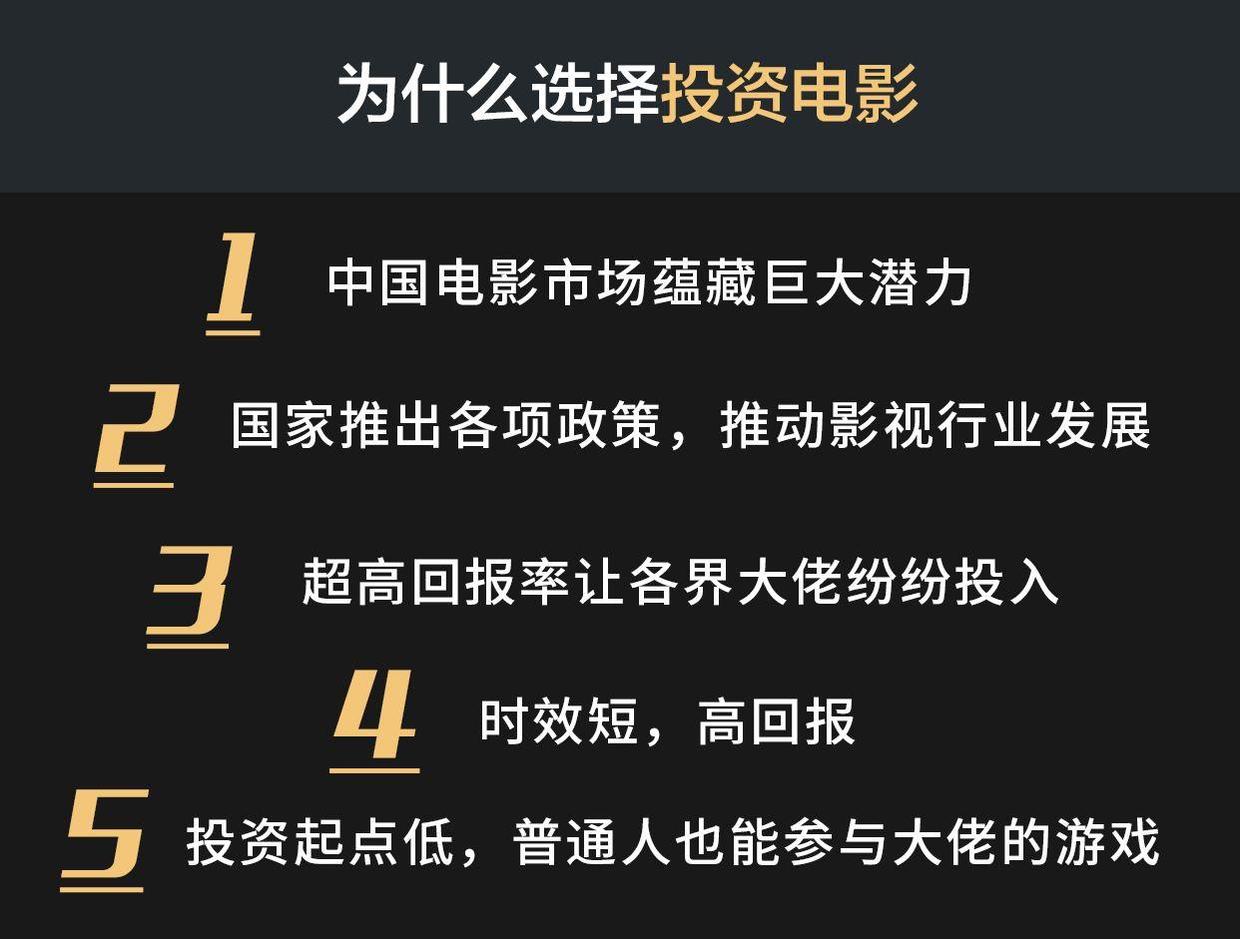 为什么选择投资电影
1 中国电影市场蕴藏巨大潜力
2 国家推出各项政策，推动影视行业发展
3 超高回报率让各界大佬纷纷投入
4 时效短，高回报
5 投资起点低，普通人也能参与大佬的游戏